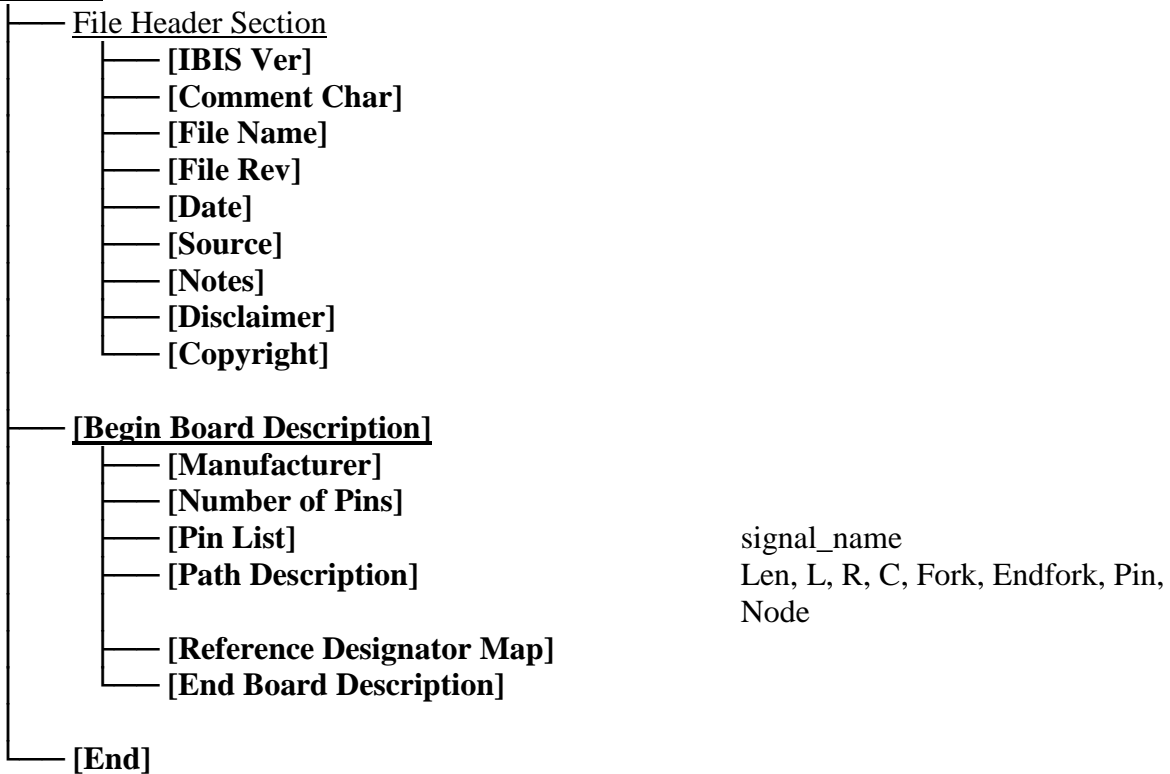 File Header Section
[IBIS Ver]
[Comment Char]
[File Name]
[File Rev]
[Date]
[Source]
[Notes]
[Disclaimer]
[Copyright]
[Begin Board Description]
[Manufacturer]
[Number of Pins]
[Pin List] signal_name
[Path Description] Len, L, R, C, Fork, Endfork, Pin,
Node
[Reference Designator Map]
[End Board Description]
[End]